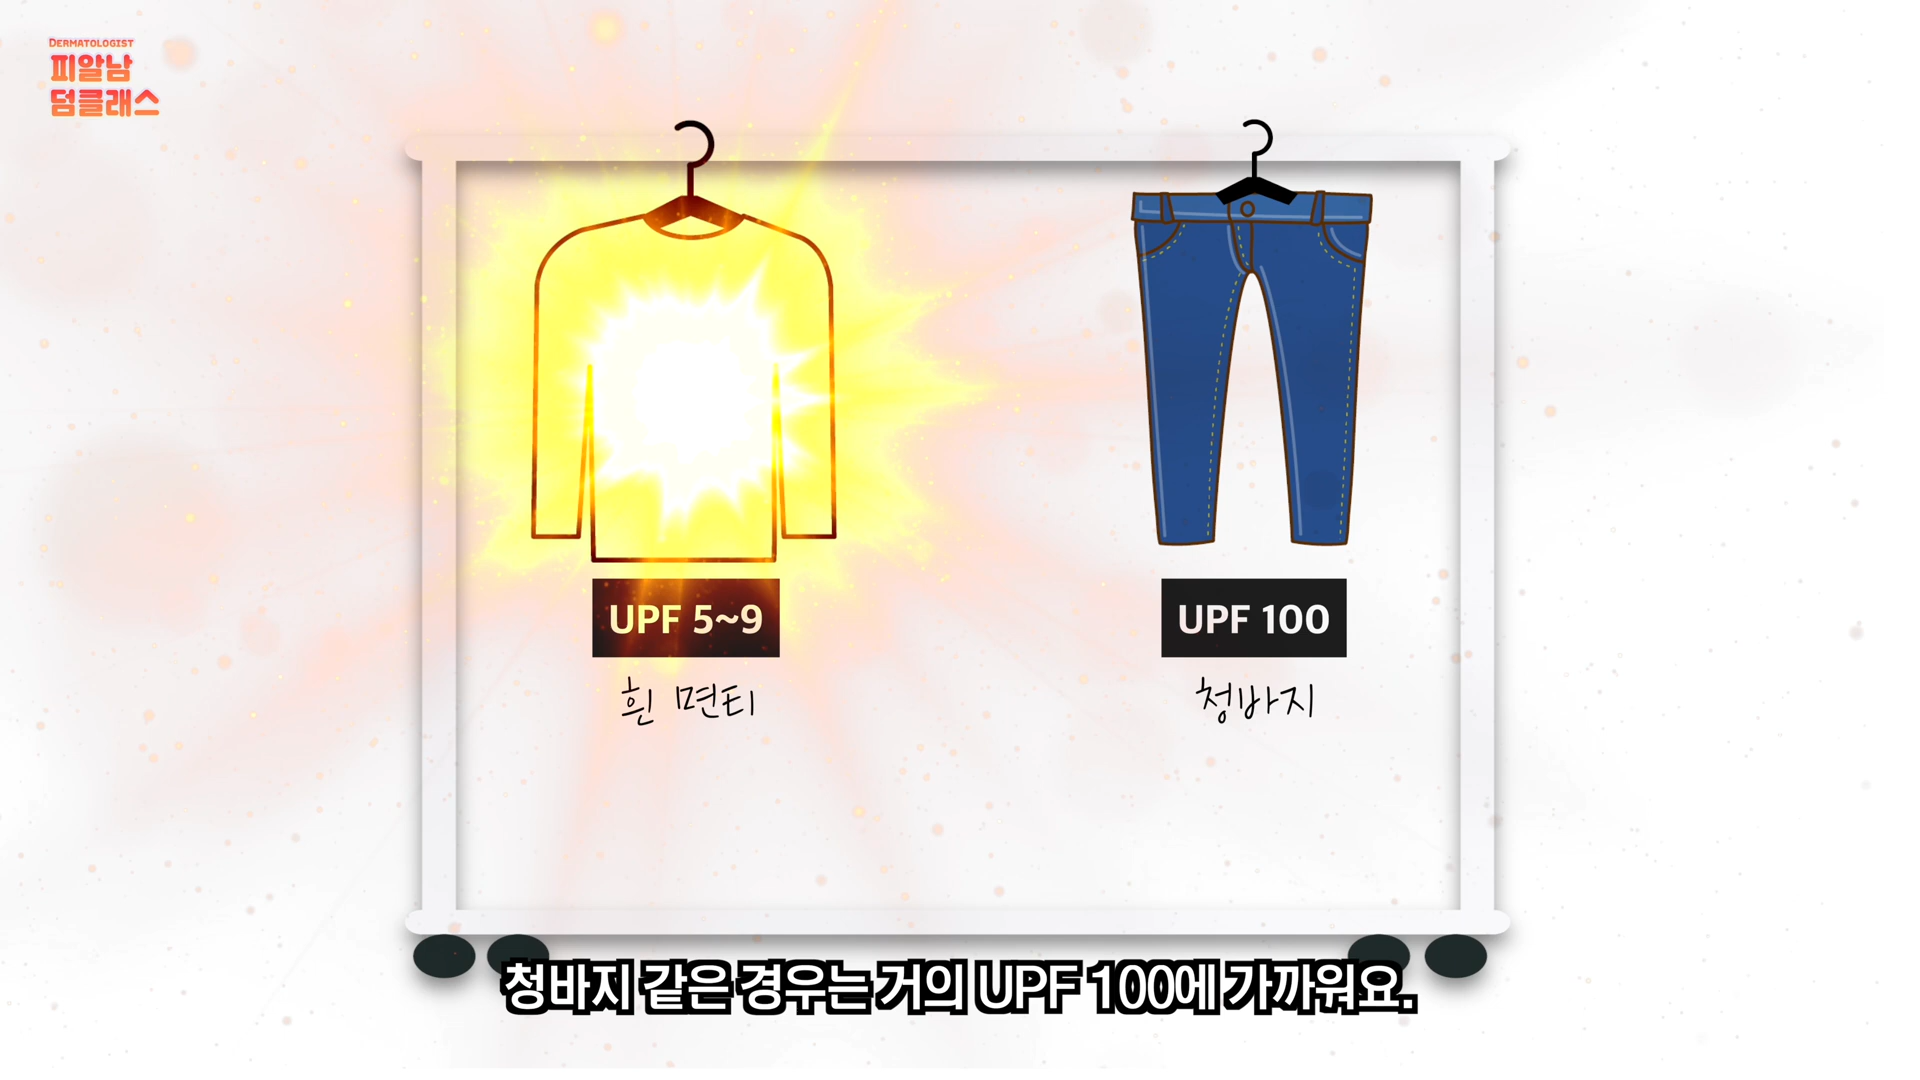 DERMATOLOGIST
피알남
덤클래스
UPF 5~9
흰 면티
UPF 100
청바지
청바지 같은 경우는 거의 UPF 100에 가까워요.